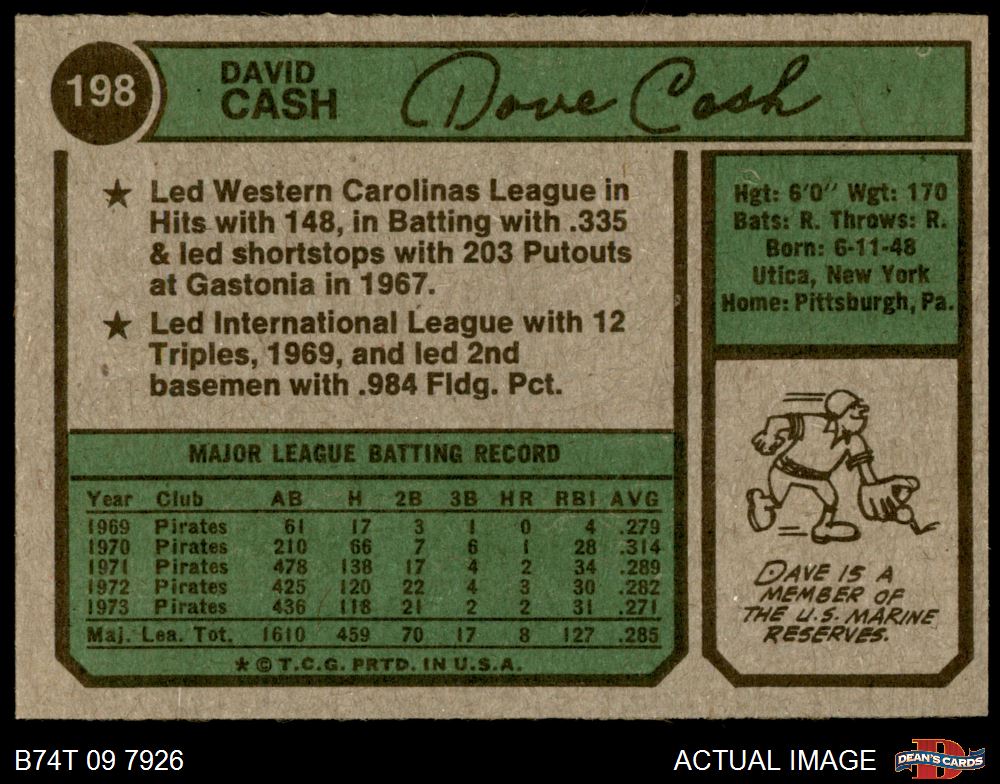 198
DAVID
CASH
Dave Cash
★ Led Western Carolinas League in
Hits with 148, in Batting with .335
& led shortstops with 203 Putouts
at Gastonia in 1967.
★ Led International League with 12
Triples, 1969, and led 2nd
basemen with .984 Fldg. Pct.
Hgt: 6'0" Wgt: 170
Bats: R. Throws: R.
Born: 6-11-48
Utica, New York
Home: Pittsburgh, Pa.
MAJOR LEAGUE BATTING RECORD
Year Club AB H 2B 3B HR RBI AVG
1969 Pirates 61 17 3 1 0 4 .279
1970 Pirates 210 66 7 6 1 28 .314
1971 Pirates 478 138 17 4 2 34 .289
1972 Pirates 425 120 22 4 3 30 .282
1973 Pirates 436 118 21 2 2 31 .271
Maj. Lea. Tot. 1610 459 70 17 8 127 .285
★ © T.C.G. PRTD. IN U.S.A.
DAVE IS A
MEMBER OF
THE U.S. MARINE
RESERVES.
B74T 09 7926
ACTUAL IMAGE
DEAN'S CARDS